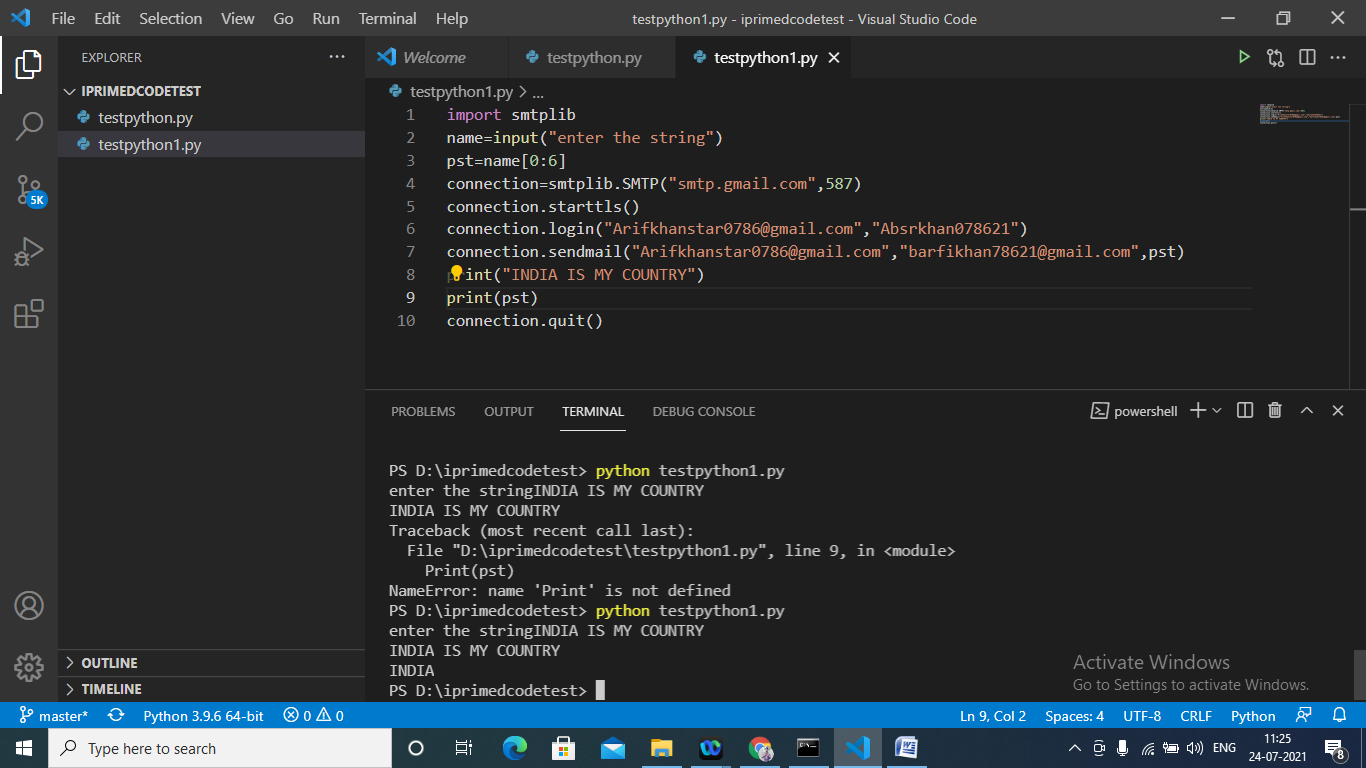 File Edit Selection View Go Run Terminal Help testpython1.py - iprimedcodetest - Visual Studio Code
EXPLORER
IPRIMEDCODETEST
testpython.py
testpython1.py
OUTLINE
TIMELINE
5K
Welcome testpython.py testpython1.py
testpython1.py > ...
1 import smtplib
2 name=input("enter the string")
3 pst=name[0:6]
4 connection=smtplib.SMTP("smtp.gmail.com",587)
5 connection.starttls()
6 connection.login("Arifkhanstar0786@gmail.com","Absrkhan078621")
7 connection.sendmail("Arifkhanstar0786@gmail.com","barfikhan78621@gmail.com",pst)
8 print("INDIA IS MY COUNTRY")
9 print(pst)
10 connection.quit()
PROBLEMS OUTPUT TERMINAL DEBUG CONSOLE powershell
PS D:\iprimedcodetest> python testpython1.py
enter the stringINDIA IS MY COUNTRY
INDIA IS MY COUNTRY
Traceback (most recent call last):
File "D:\iprimedcodetest\testpython1.py", line 9, in <module>
Print(pst)
NameError: name 'Print' is not defined
PS D:\iprimedcodetest> python testpython1.py
enter the stringINDIA IS MY COUNTRY
INDIA IS MY COUNTRY
INDIA
PS D:\iprimedcodetest>
Activate Windows
Go to Settings to activate Windows.
master* Python 3.9.6 64-bit 0 0 Ln 9, Col 2 Spaces: 4 UTF-8 CRLF Python
Type here to search
ENG
11:25
24-07-2021
8